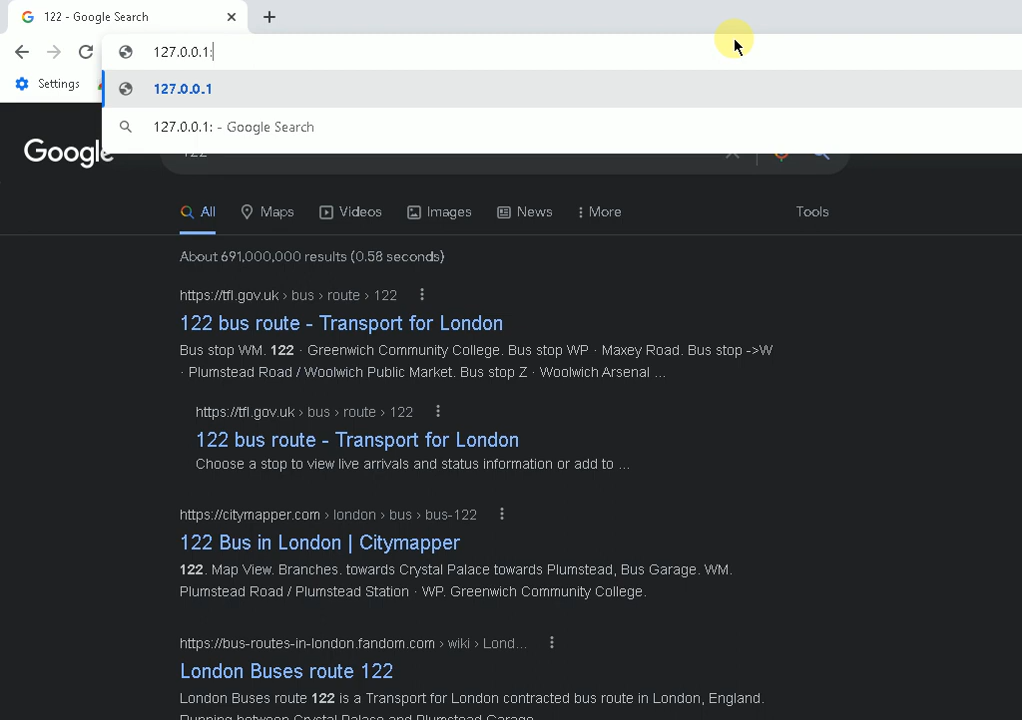 122 - Google Search
127.0.0.1:
Settings
127.0.0.1
127.0.0.1: - Google Search
Google
122
All
Maps
Videos
Images
News
More
Tools
About 691,000,000 results (0.58 seconds)
https://tfl.gov.uk › bus › route › 122
122 bus route - Transport for London
Bus stop WM. 122 · Greenwich Community College. Bus stop WP · Maxey Road. Bus stop ->W
· Plumstead Road / Woolwich Public Market. Bus stop Z · Woolwich Arsenal ...
https://tfl.gov.uk › bus › route › 122
122 bus route - Transport for London
Choose a stop to view live arrivals and status information or add to ...
https://citymapper.com › london › bus › bus-122
122 Bus in London | Citymapper
122. Map View. Branches. towards Crystal Palace towards Plumstead, Bus Garage. WM.
Plumstead Road / Plumstead Station · WP. Greenwich Community College.
https://bus-routes-in-london.fandom.com › wiki › Lond...
London Buses route 122
London Buses route 122 is a Transport for London contracted bus route in London, England.
Running between Crystal Palace and Plumstead Garage